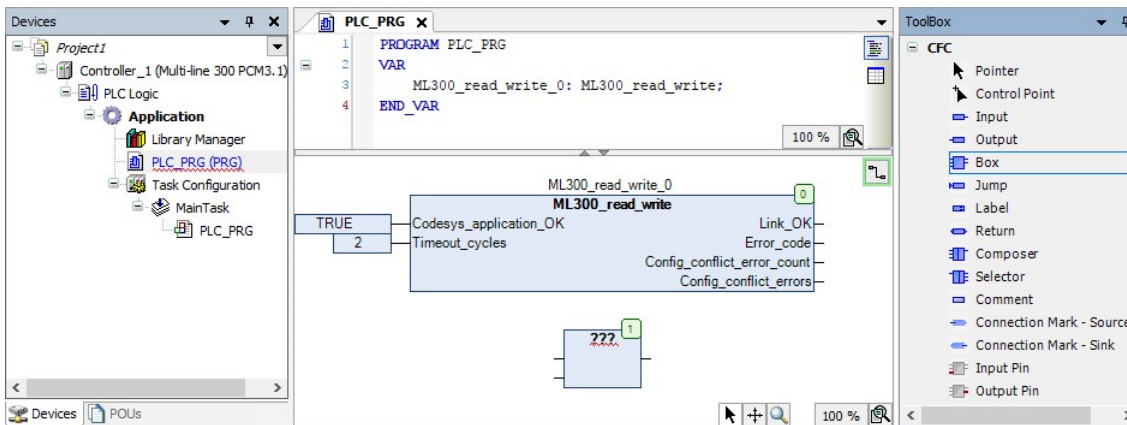 Devices
Project1
Controller_1 (Multi-line 300 PCM3.1)
PLC Logic
Application
Library Manager
PLC_PRG (PRG)
Task Configuration
MainTask
PLC_PRG
Devices
POUs
PLC_PRG
1 PROGRAM PLC_PRG
2 VAR
3 ML300_read_write_0: ML300_read_write;
4 END_VAR
100 %
ML300_read_write_0
0
ML300_read_write
TRUE
Codesys_application_OK
Link_OK
2
Timeout_cycles
Error_code
Config_conflict_error_count
Config_conflict_errors
1
???
100 %
ToolBox
CFC
Pointer
Control Point
Input
Output
Box
Jump
Label
Return
Composer
Selector
Comment
Connection Mark - Source
Connection Mark - Sink
Input Pin
Output Pin